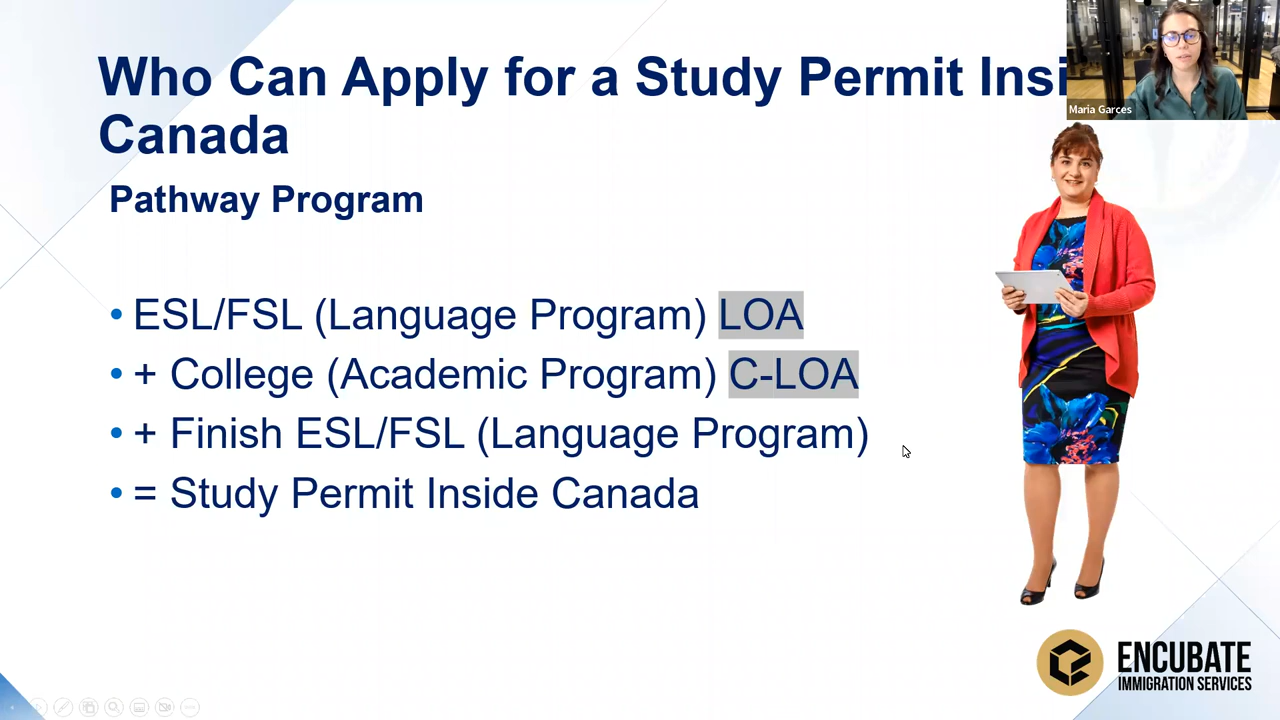 Who Can Apply for a Study Permit Insi
Canada
Maria Garces
Pathway Program
• ESL/FSL (Language Program) LOA
• + College (Academic Program) C-LOA
• + Finish ESL/FSL (Language Program)
• = Study Permit Inside Canada
ENCUBATE
IMMIGRATION SERVICES